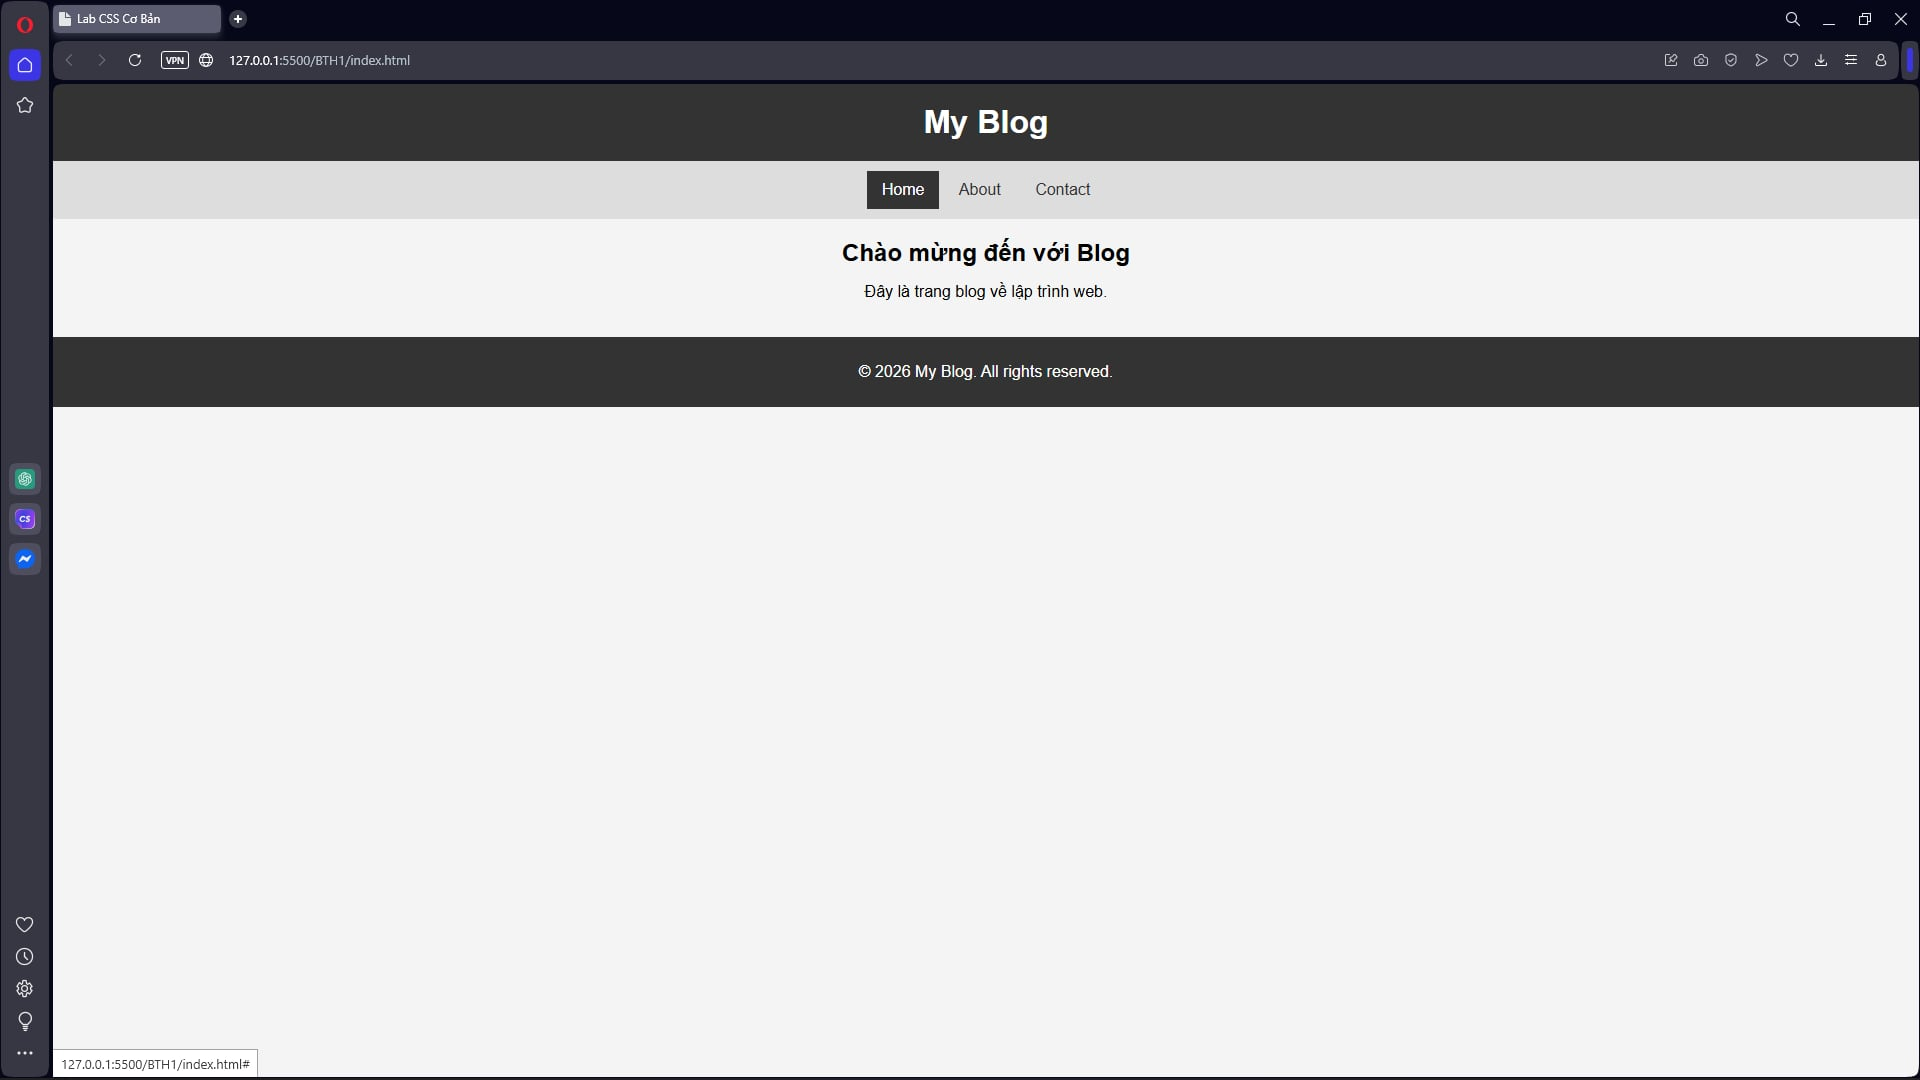 Lab CSS Cơ Bản
VPN
127.0.0.1:5500/BTH1/index.html
My Blog
Home About Contact
Chào mừng đến với Blog
Đây là trang blog về lập trình web.
© 2026 My Blog. All rights reserved.
CS
127.0.0.1:5500/BTH1/index.html#